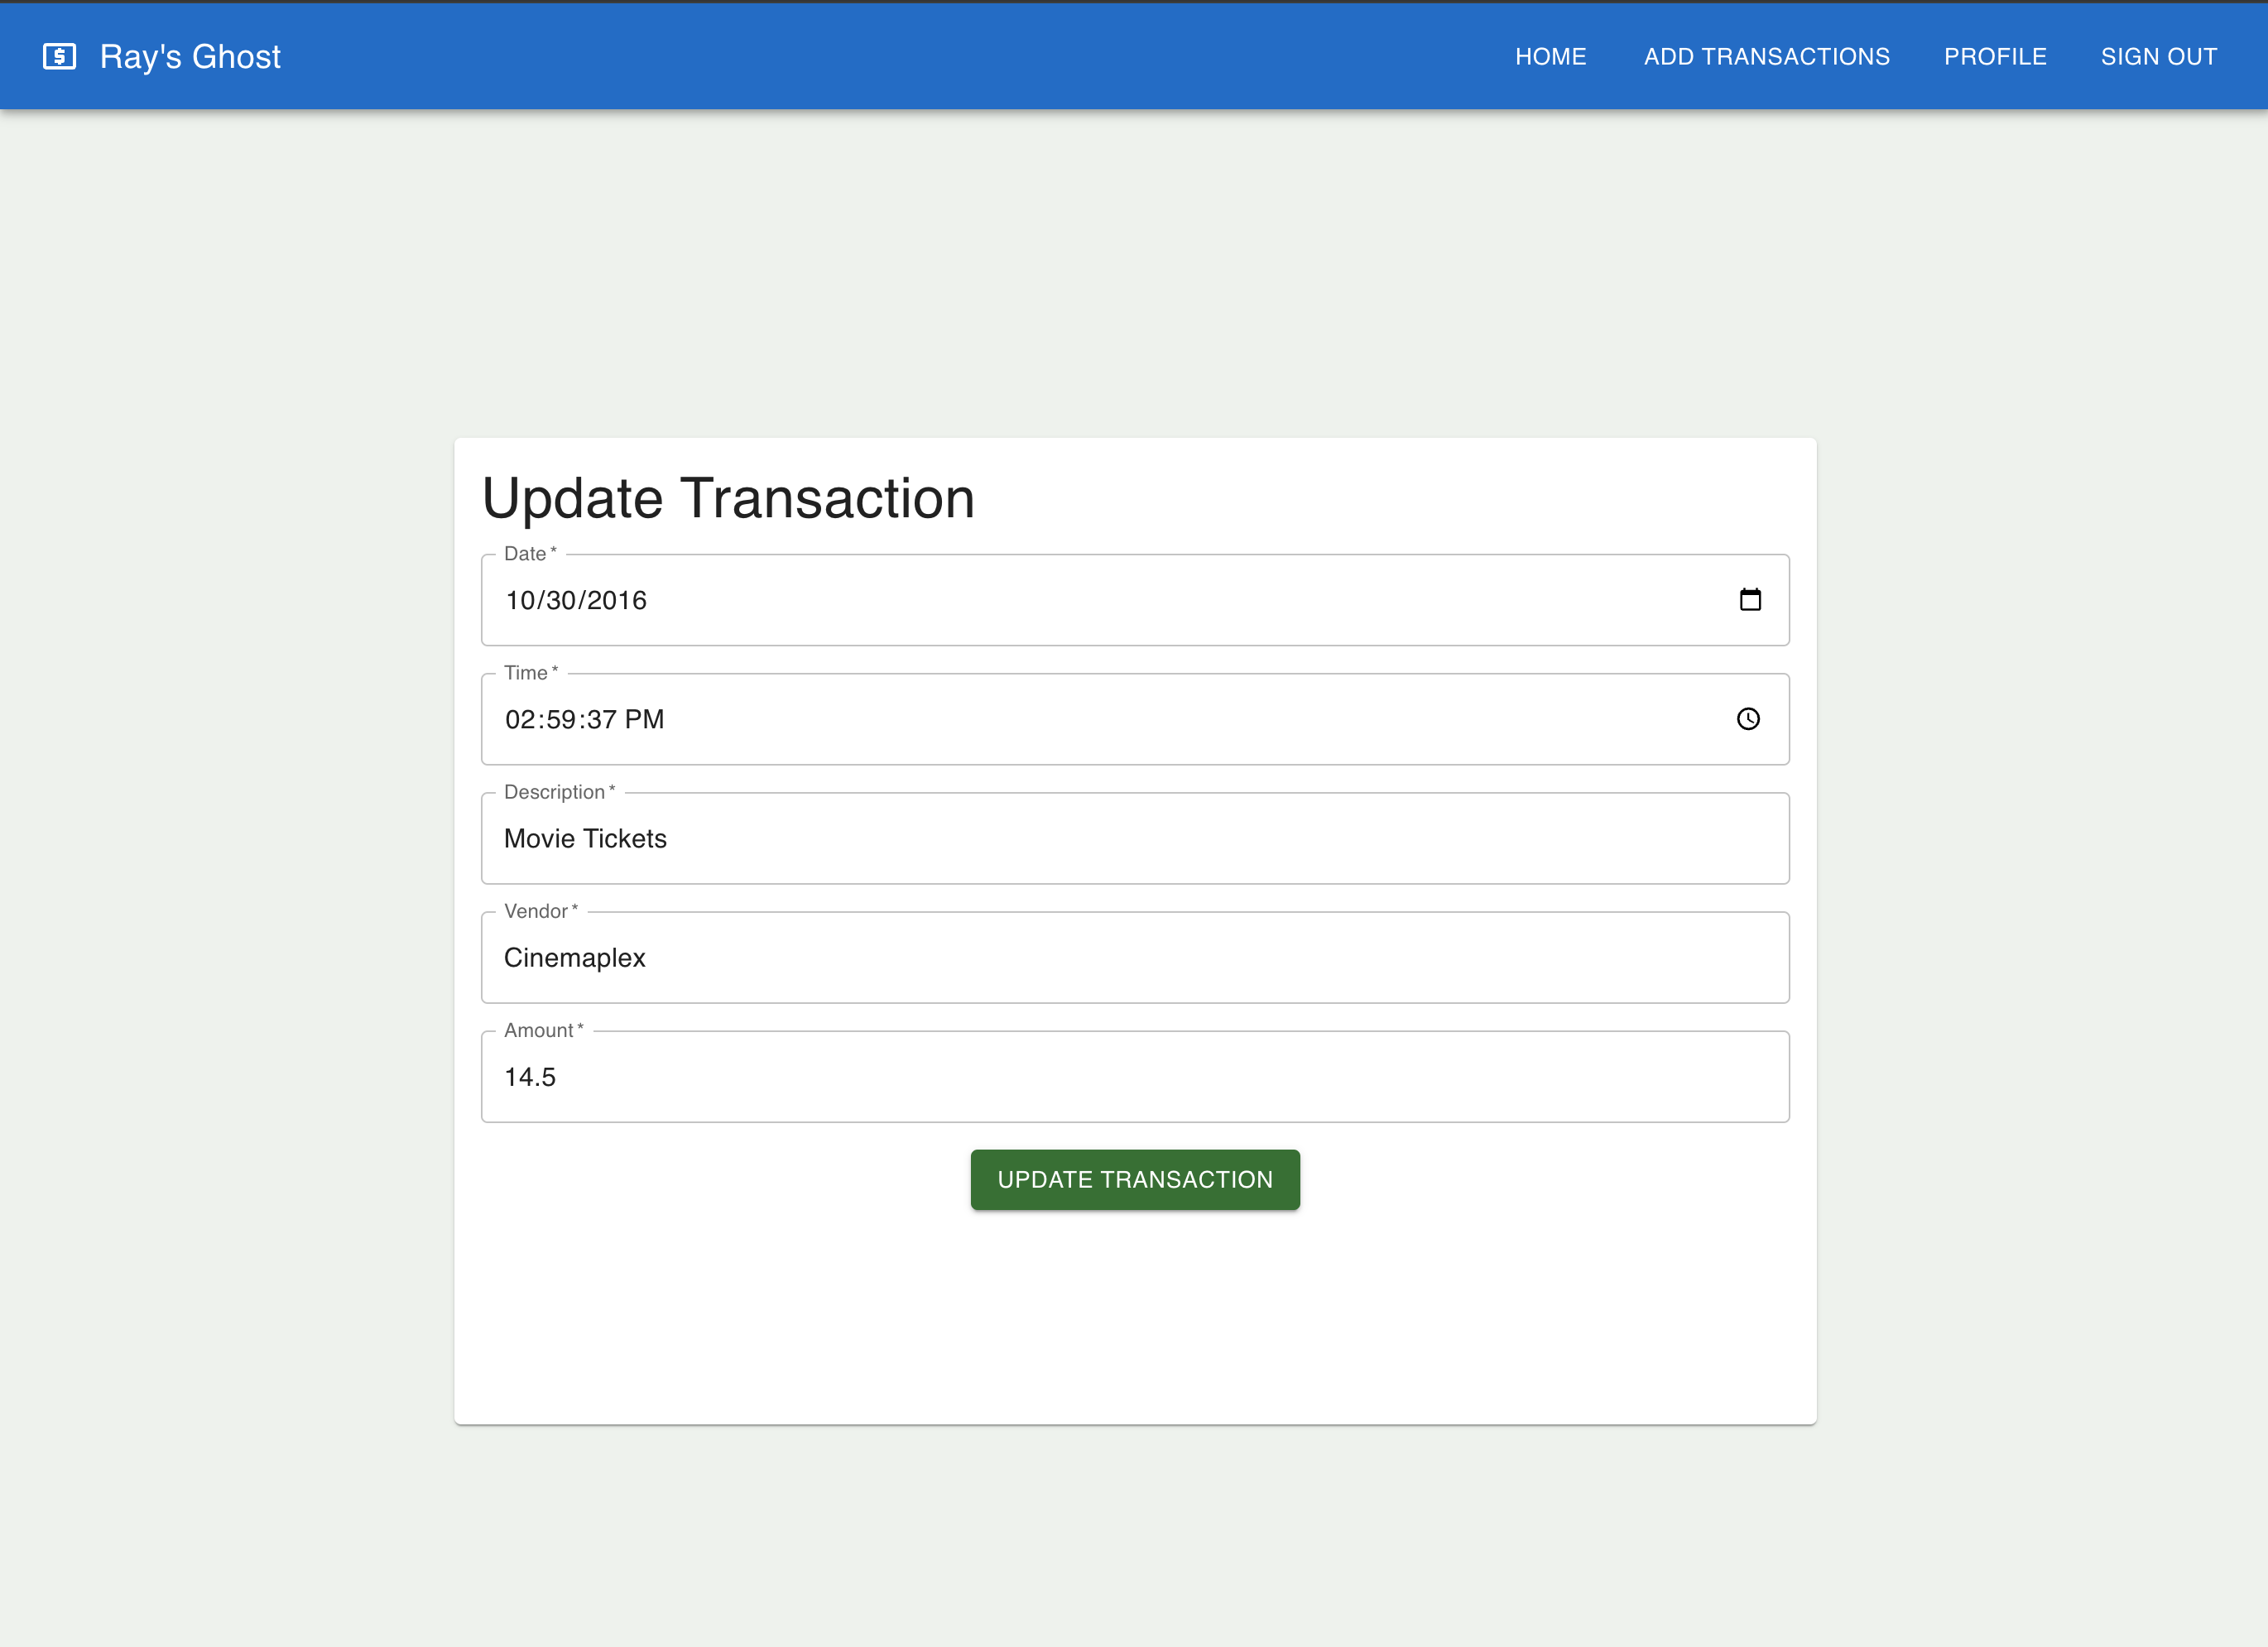 Ray's Ghost HOME ADD TRANSACTIONS PROFILE SIGN OUT
Update Transaction
Date *
10/30/2016
Time *
02:59:37 PM
Description *
Movie Tickets
Vendor *
Cinemaplex
Amount *
14.5
UPDATE TRANSACTION